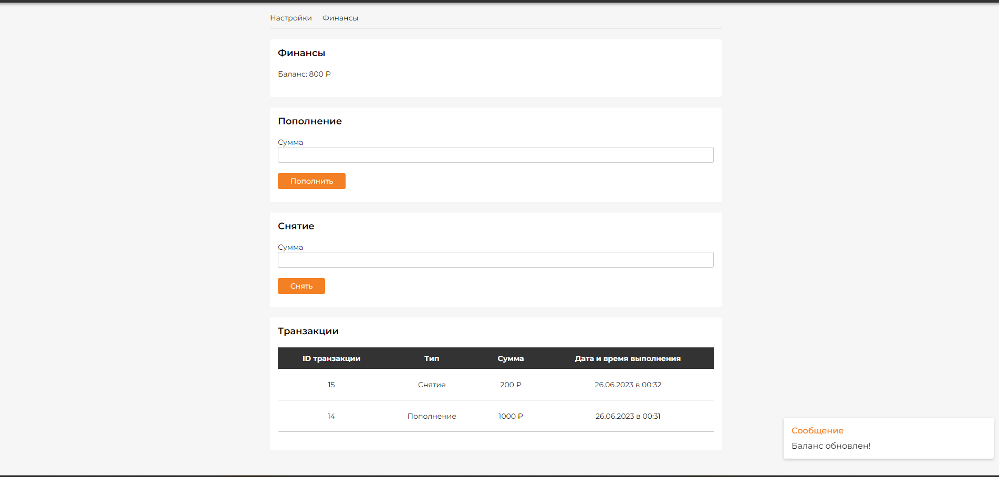 Настройки Финансы
Финансы
Баланс: 800 ₽
Пополнение
Сумма
Пополнить
Снятие
Сумма
Снять
Транзакции
ID транзакции Тип Сумма Дата и время выполнения
15 Снятие 200 ₽ 26.06.2023 в 00:32
14 Пополнение 1000 ₽ 26.06.2023 в 00:31
Сообщение
Баланс обновлен!